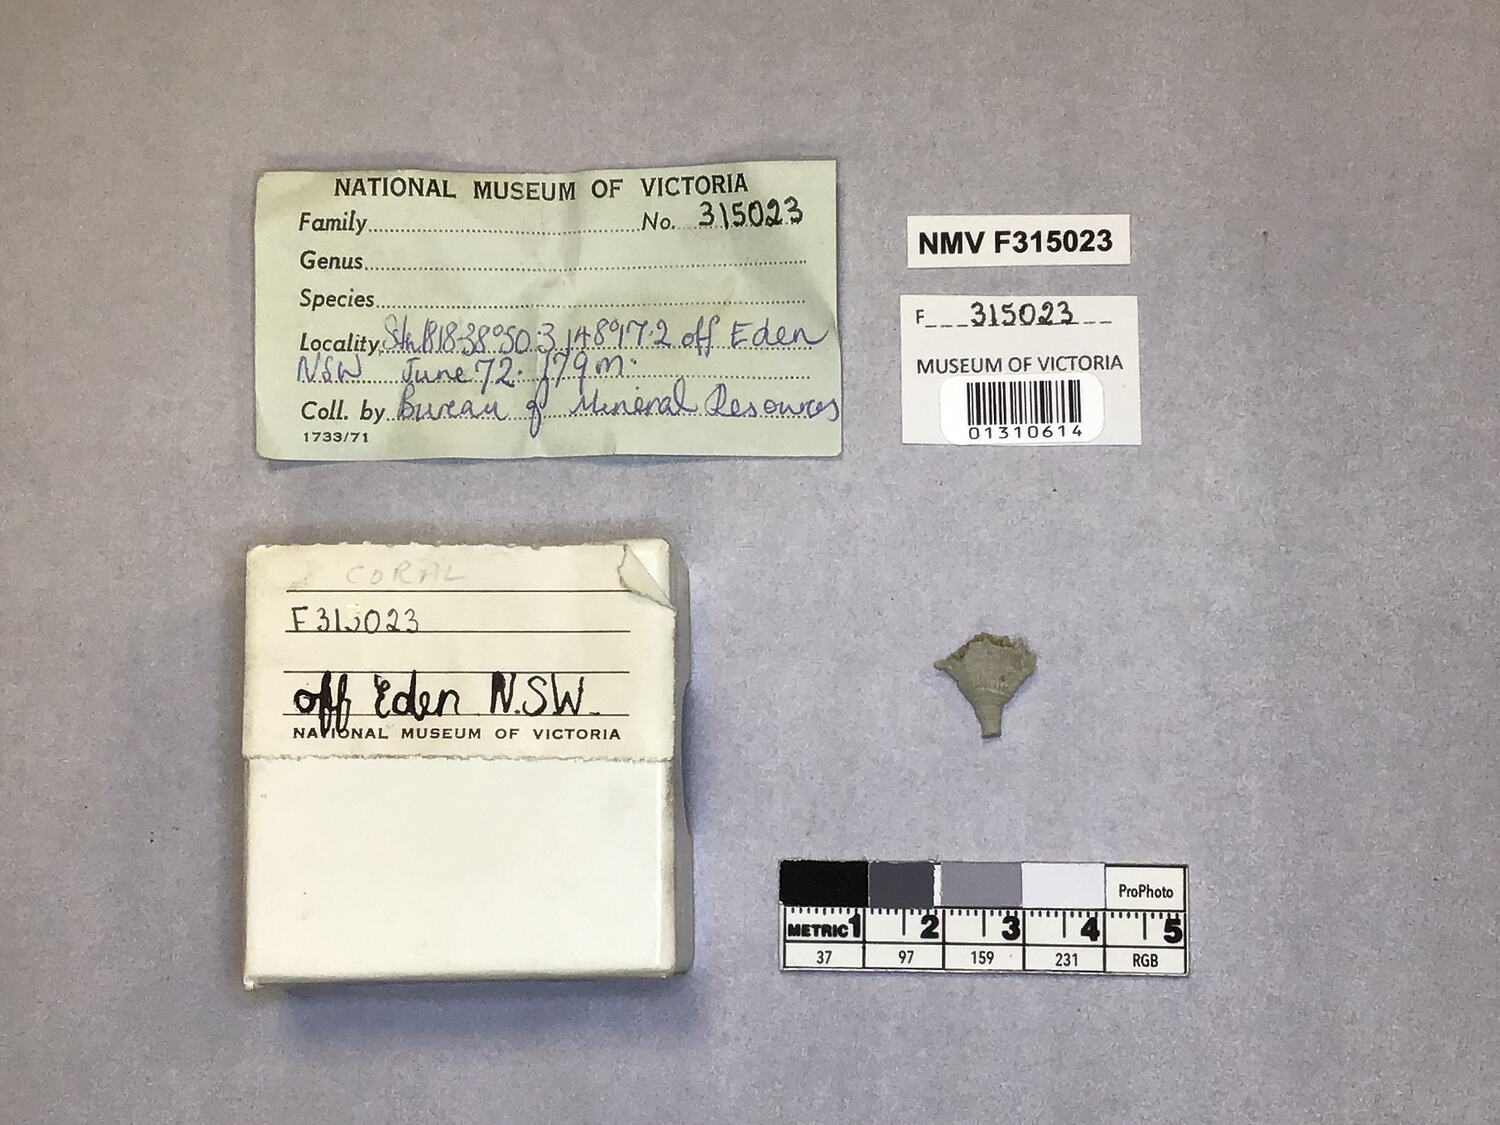 NATIONAL MUSEUM OF VICTORIA
Family No. 315023
Genus
Species
Locality 38°50.3 148°17.2 off Eden
NSW June 72. 179m.
Coll. by Bureau of Mineral Resources
1733/71
NMV F315023
F 315023
MUSEUM OF VICTORIA
01310614
CORAL
F315023
off Eden N.SW.
NATIONAL MUSEUM OF VICTORIA
ProPhoto
METRIC 1 2 3 4 5
37 97 159 231 RGB